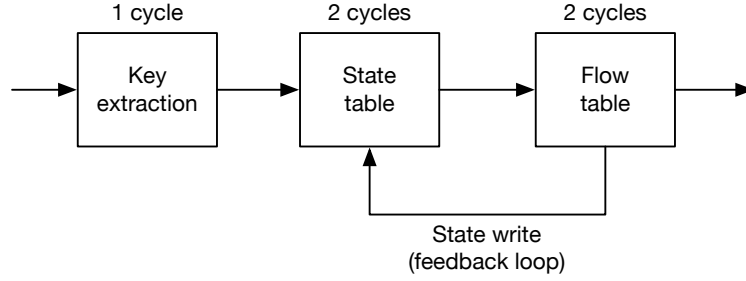 1 cycle
2 cycles
2 cycles
Key
extraction
State
table
Flow
table
State write
(feedback loop)